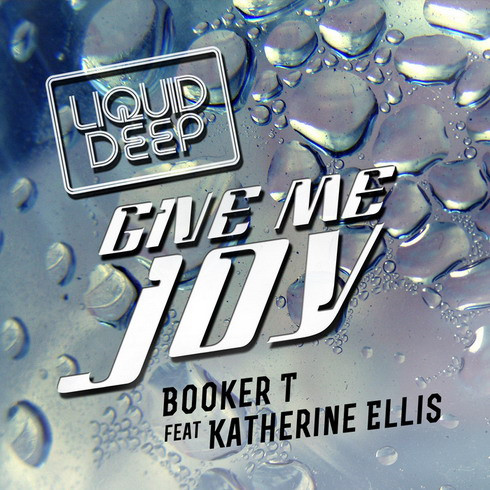 LIQUID
DEEP
GIVE ME
JOY
BOOKER T
FEAT KATHERINE ELLIS